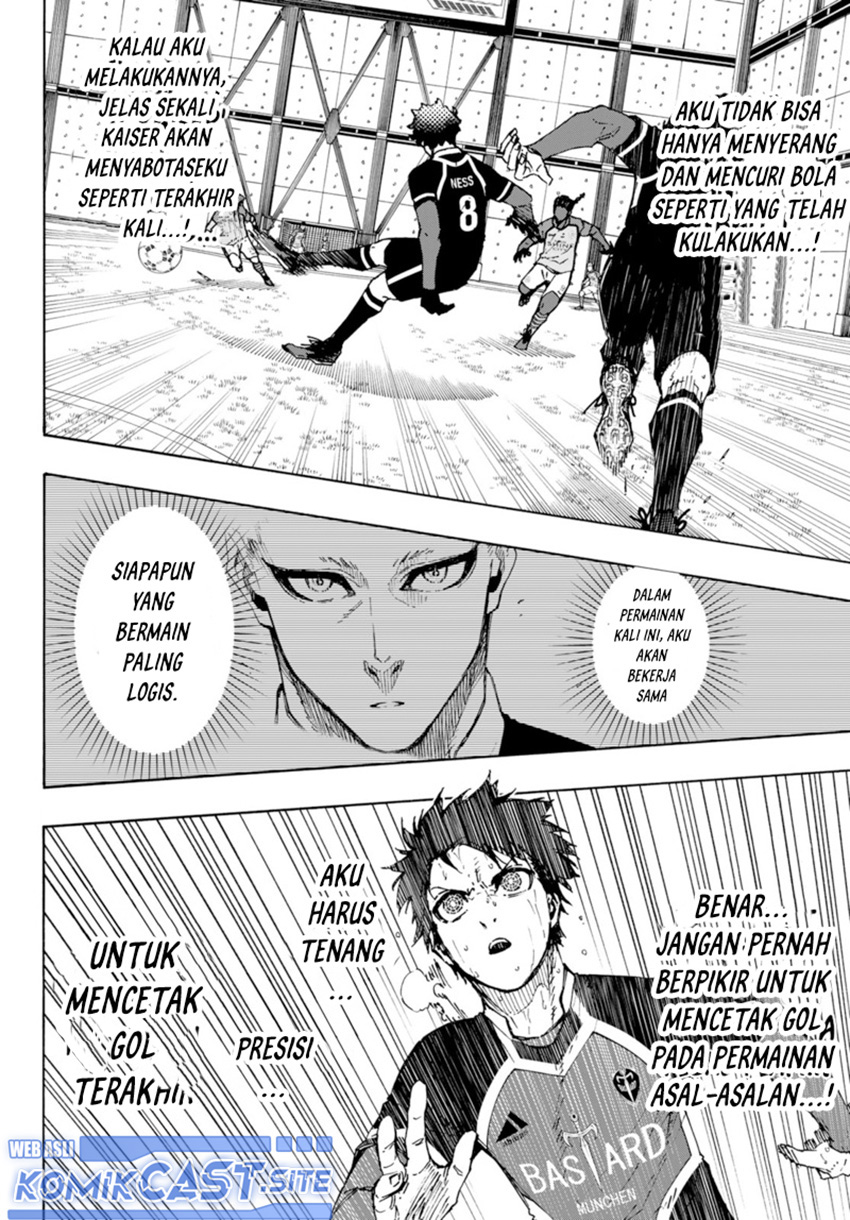 AKU TIDAK BISA
HANYA MENYERANG
DAN MENCURI BOLA
SEPERTI YANG TELAH
KULAKUKAN...!
KALAU AKU
MELAKUKANNYA,
JELAS SEKALI,
KAISER AKAN
MENYABOTASEKU
SEPERTI TERAKHIR
KALI...!,...
NESS
8
DALAM
PERMAINAN
KALI INI, AKU
AKAN
BEKERJA
SAMA
SIAPAPUN
YANG
BERMAIN
PALING
LOGIS.
BENAR...
JANGAN PERNAH
BERPIKIR UNTUK
MENCETAK GOL
PADA PERMAINAN
ASAL-ASALAN...!
AKU
HARUS
TENANG
...
PRESISI
...
UNTUK
MENCETAK
GOL
TERAKHIR
BASTARD
MÜNCHEN
WEB ASLI
KOMIKCAST.SITE